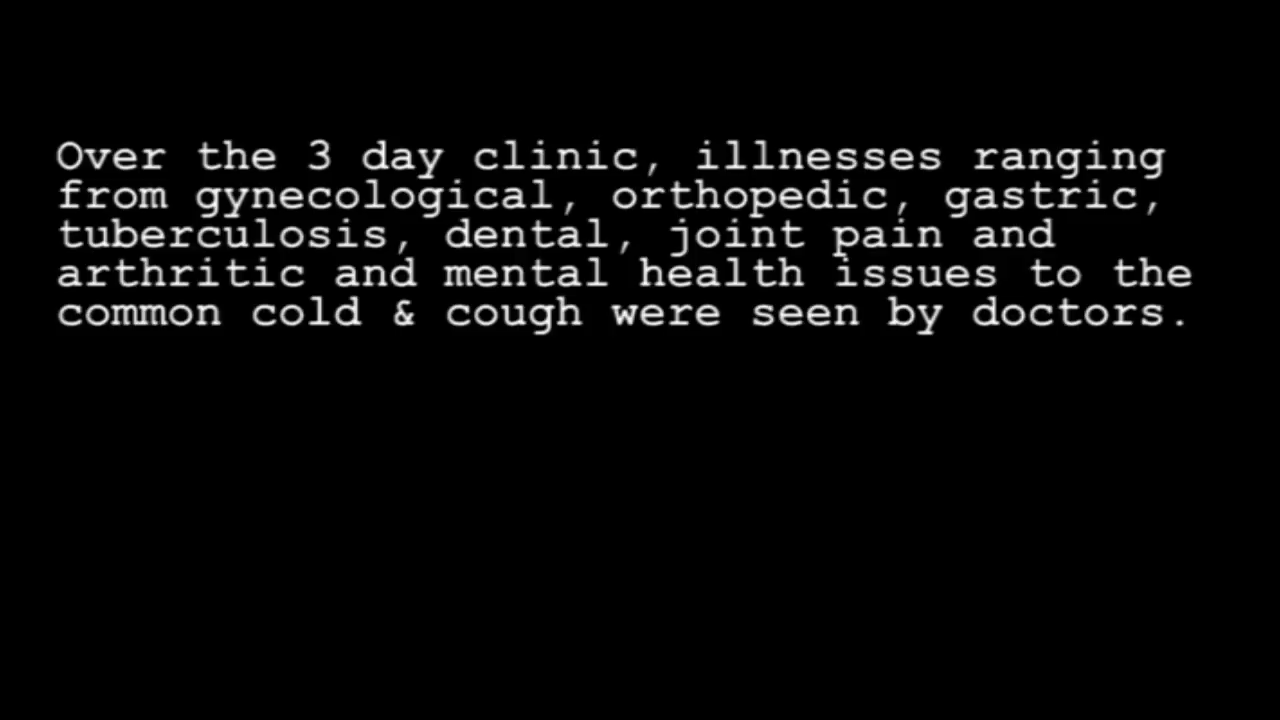 Over the 3 day clinic, illnesses ranging
from gynecological, orthopedic, gastric,
tuberculosis, dental, joint pain and
arthritic and mental health issues to the
common cold & cough were seen by doctors.